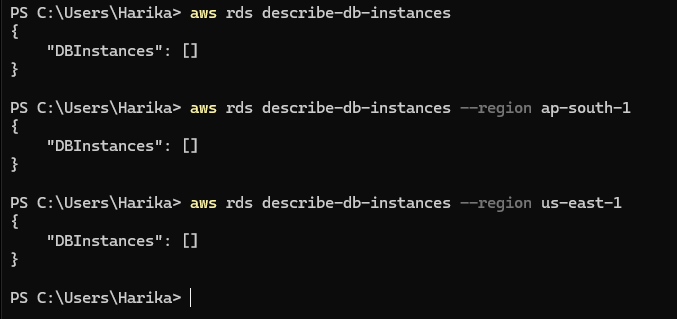 PS C:\Users\Harika> aws rds describe-db-instances
{
    "DBInstances": []
}
PS C:\Users\Harika> aws rds describe-db-instances --region ap-south-1
{
    "DBInstances": []
}
PS C:\Users\Harika> aws rds describe-db-instances --region us-east-1
{
    "DBInstances": []
}
PS C:\Users\Harika>